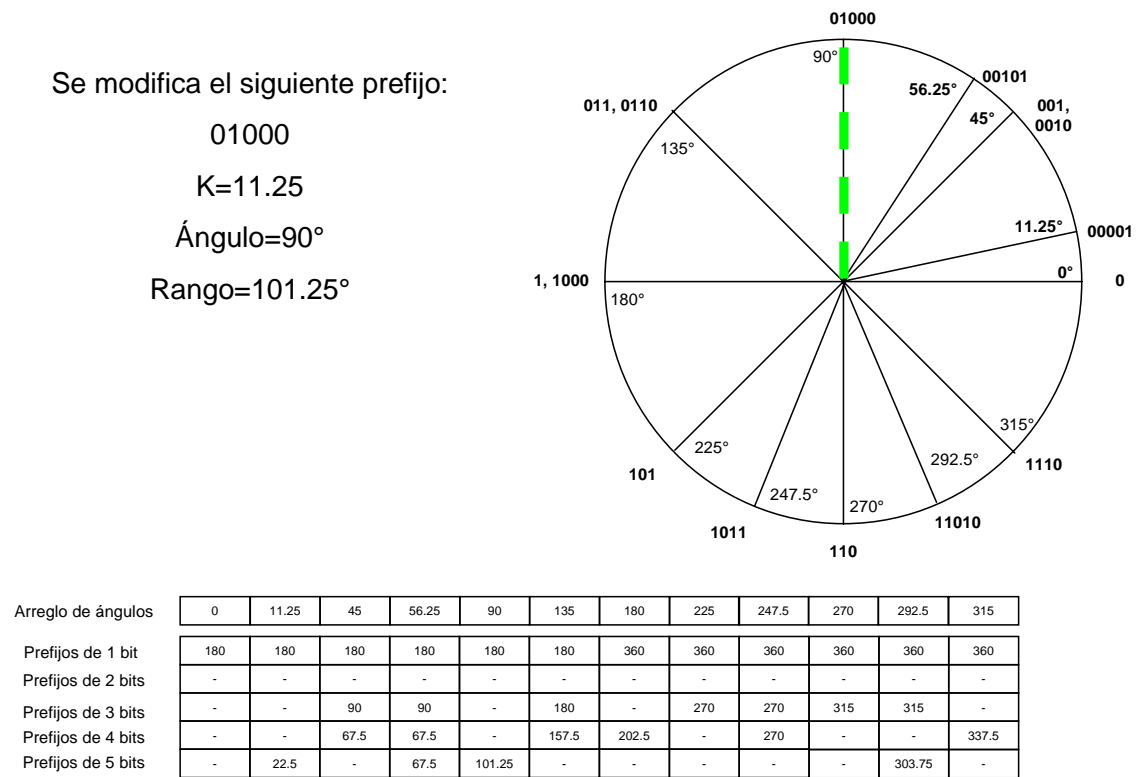 Se modifica el siguiente prefijo:
01000
K=11.25
Ángulo=90°
Rango=101.25°
01000
90°
56.25°
00101
001,
0010
45°
011, 0110
135°
11.25°
00001
0°
0
1, 1000
180°
225°
101
247.5°
1011
270°
110
292.5°
11010
315°
1110
Arreglo de ángulos 0 11.25 45 56.25 90 135 180 225 247.5 270 292.5 315
Prefijos de 1 bit 180 180 180 180 180 180 360 360 360 360 360 360
Prefijos de 2 bits - - - - - - - - - - - -
Prefijos de 3 bits - - 90 90 - 180 - 270 270 315 315 -
Prefijos de 4 bits - - 67.5 67.5 - 157.5 202.5 - 270 - - 337.5
Prefijos de 5 bits - 22.5 - 67.5 101.25 - - - - - 303.75 -